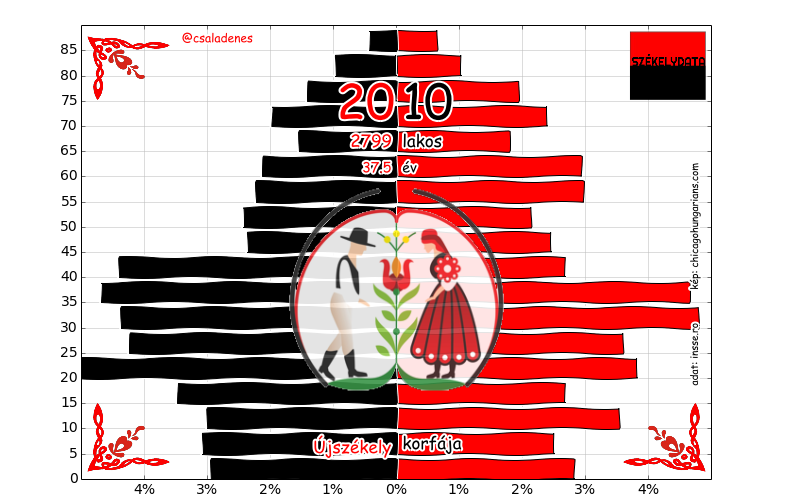 @csaladenes
SZÉKELYDATA
2010
2799 lakos
37.5 év
kép: chicagohungarians.com
adat: insse.ro
Újszékely korfája
85
80
75
70
65
60
55
50
45
40
35
30
25
20
15
10
5
0
4% 3% 2% 1% 0% 1% 2% 3% 4%